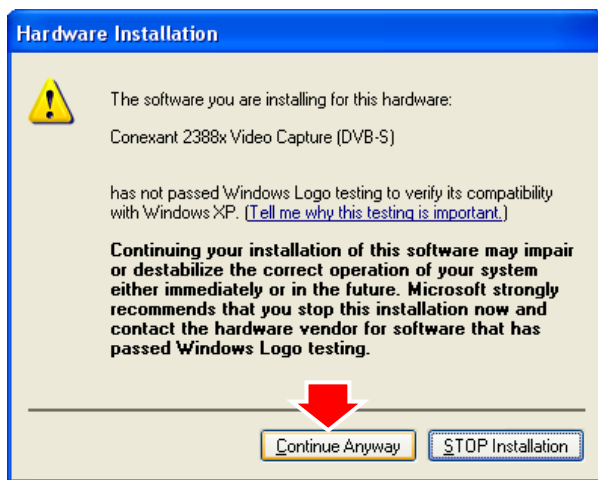 Hardware Installation
The software you are installing for this hardware:
Conexant 2388x Video Capture (DVB-S)
has not passed Windows Logo testing to verify its compatibility
with Windows XP. (Tell me why this testing is important.)
Continuing your installation of this software may impair
or destabilize the correct operation of your system
either immediately or in the future. Microsoft strongly
recommends that you stop this installation now and
contact the hardware vendor for software that has
passed Windows Logo testing.
Continue Anyway
STOP Installation